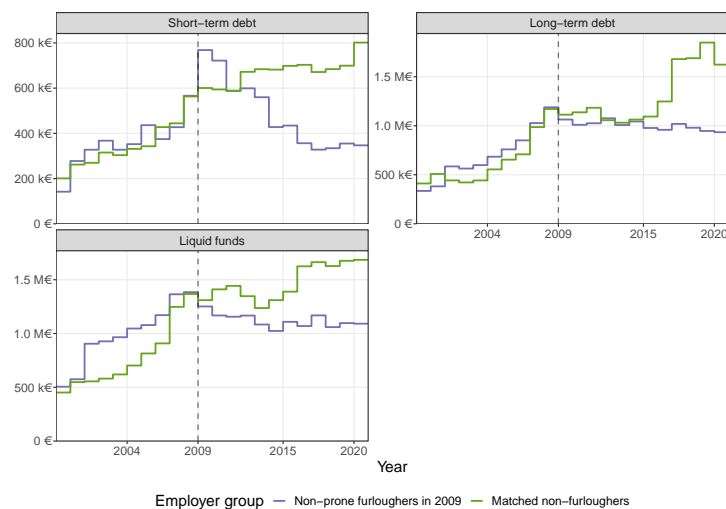 Short−term debt
Long−term debt
800 k€
600 k€
400 k€
200 k€
0 €
1.5 M€
1.0 M€
500 k€
0 €
2004
2009
2015
2020
Liquid funds
1.5 M€
1.0 M€
500 k€
0 €
2004
2009
2015
2020
Year
Employer group Non−prone furloughers in 2009 Matched non−furloughers